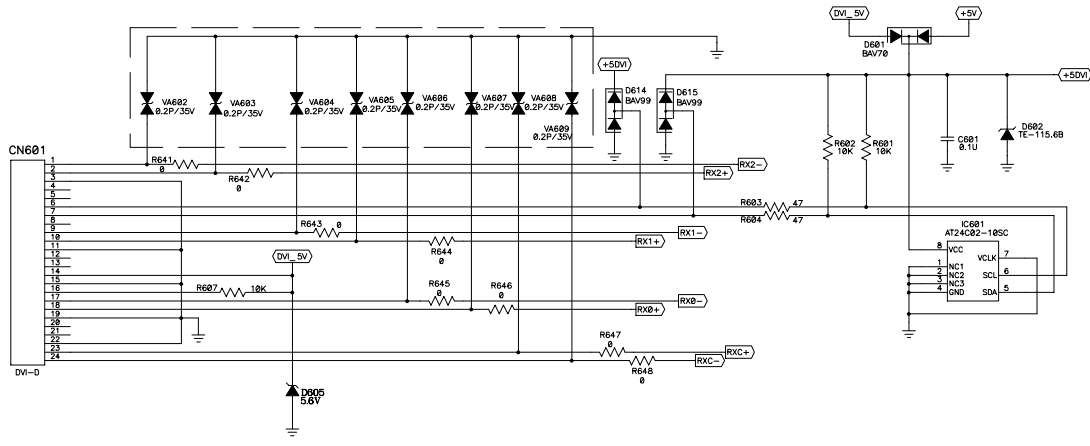 DVI_5V
+5V
D601
BAV70
+5DVI
+5DVI
D614
BAV99
D615
BAV99
VA602
0.2P/35V
VA603
0.2P/35V
VA604
0.2P/35V
VA605
0.2P/35V
VA606
0.2P/35V
VA607
0.2P/35V
VA608
0.2P/35V
VA609
0.2P/35V
R602
10K
R601
10K
C601
0.1U
D602
TE-115.6B
CN601
1
2
3
4
5
6
7
8
9
10
11
12
13
14
15
16
17
18
19
20
21
22
23
24
DVI-D
R641
0
RX2-
R642
0
RX2+
R603
47
R604
47
R643
0
RX1-
R644
0
RX1+
DVI_5V
R607
10K
R645
0
RX0-
R646
0
RX0+
R647
0
RXC+
R648
0
RXC-
D605
5.6V
IC601
AT24C02-10SC
8
VCC
VCLK
7
1
NC1
2
NC2
SCL
6
3
NC3
4
GND
SDA
5